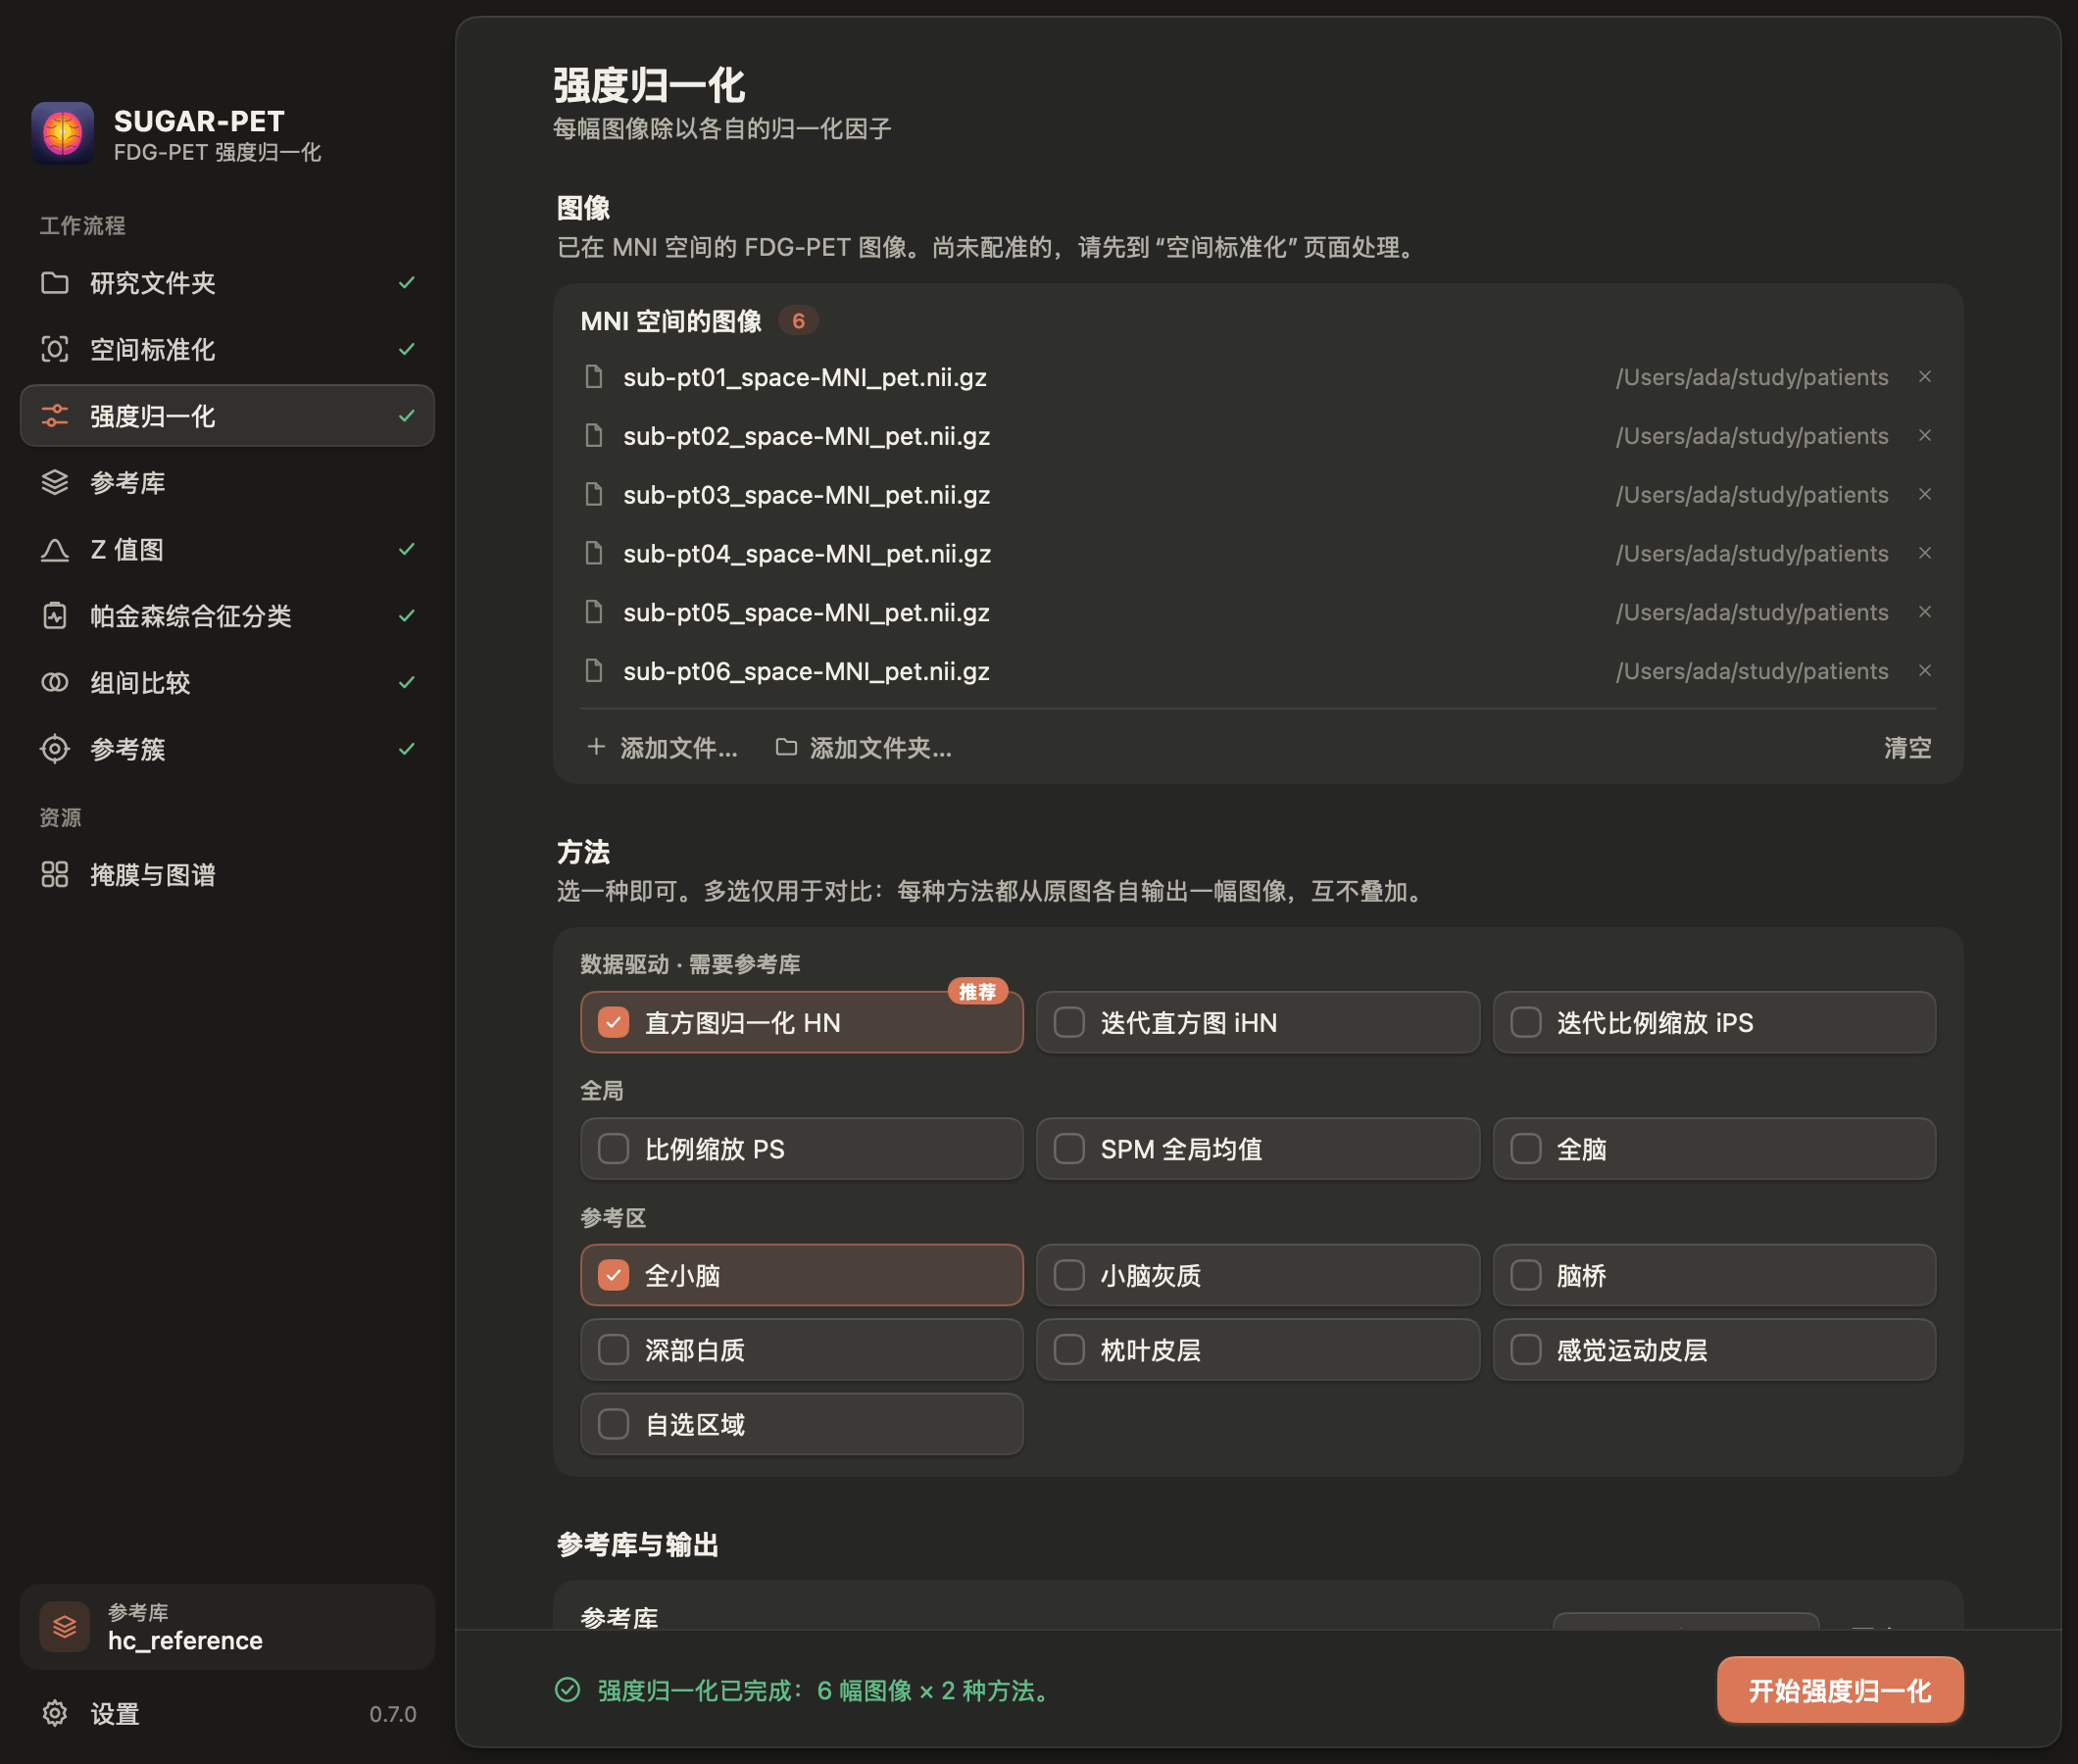 SUGAR-PET
FDG-PET 强度归一化
工作流程
研究文件夹
空间标准化
强度归一化
参考库
Z 值图
帕金森综合征分类
组间比较
参考簇
资源
掩膜与图谱
参考库
hc_reference
设置
0.7.0
强度归一化
每幅图像除以各自的归一化因子
图像
已在 MNI 空间的 FDG-PET 图像。尚未配准的，请先到“空间标准化”页面处理。
MNI 空间的图像 6
sub-pt01_space-MNI_pet.nii.gz /Users/ada/study/patients
sub-pt02_space-MNI_pet.nii.gz /Users/ada/study/patients
sub-pt03_space-MNI_pet.nii.gz /Users/ada/study/patients
sub-pt04_space-MNI_pet.nii.gz /Users/ada/study/patients
sub-pt05_space-MNI_pet.nii.gz /Users/ada/study/patients
sub-pt06_space-MNI_pet.nii.gz /Users/ada/study/patients
添加文件... 添加文件夹... 清空
方法
选一种即可。多选仅用于对比：每种方法都从原图各自输出一幅图像，互不叠加。
数据驱动 · 需要参考库
推荐
直方图归一化 HN 迭代直方图 iHN 迭代比例缩放 iPS
全局
比例缩放 PS SPM 全局均值 全脑
参考区
全小脑 小脑灰质 脑桥
深部白质 枕叶皮层 感觉运动皮层
自选区域
参考库与输出
参考库
强度归一化已完成：6 幅图像 × 2 种方法。
开始强度归一化